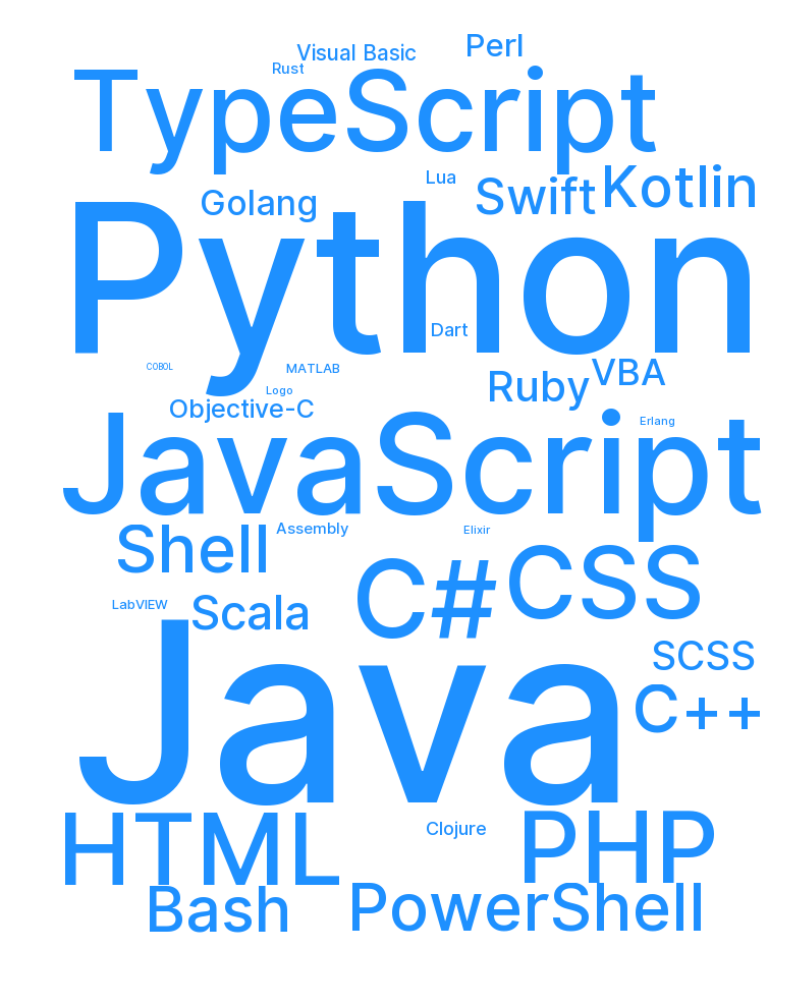 Perl
Visual Basic
Rust
TypeScript
Lua
Kotlin
Swift
Golang
Python
Dart
COBOL
MATLAB
VBA
Ruby
Logo
Objective-C
Erlang
JavaScript
Assembly
Elixir
Shell
CSS
C#
LabVIEW
Scala
Java
SCSS
C++
Clojure
HTML
PHP
Bash
PowerShell